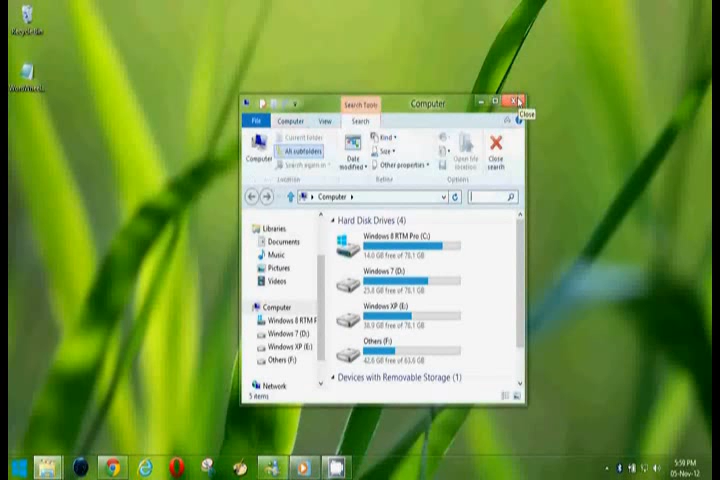 Recycle Bin
Search Tools
Computer
Close
File
Computer
View
Search
Computer
Current folder
All subfolders
Search again in
Location
Date
modified
Kind
Size
Other properties
Refine
Open file
location
Options
Close
search
Computer
Libraries
Documents
Music
Pictures
Videos
Computer
Windows 8 RTM P
Windows 7 (D:)
Windows XP (E:)
Others (F:)
Network
Hard Disk Drives (4)
Windows 8 RTM Pro (C:)
14.0 GB free of 78.1 GB
Windows 7 (D:)
25.8 GB free of 78.1 GB
Windows XP (E:)
38.9 GB free of 78.1 GB
Others (F:)
42.6 GB free of 63.6 GB
Devices with Removable Storage (1)
5 items
5:59 PM
05-Nov-12